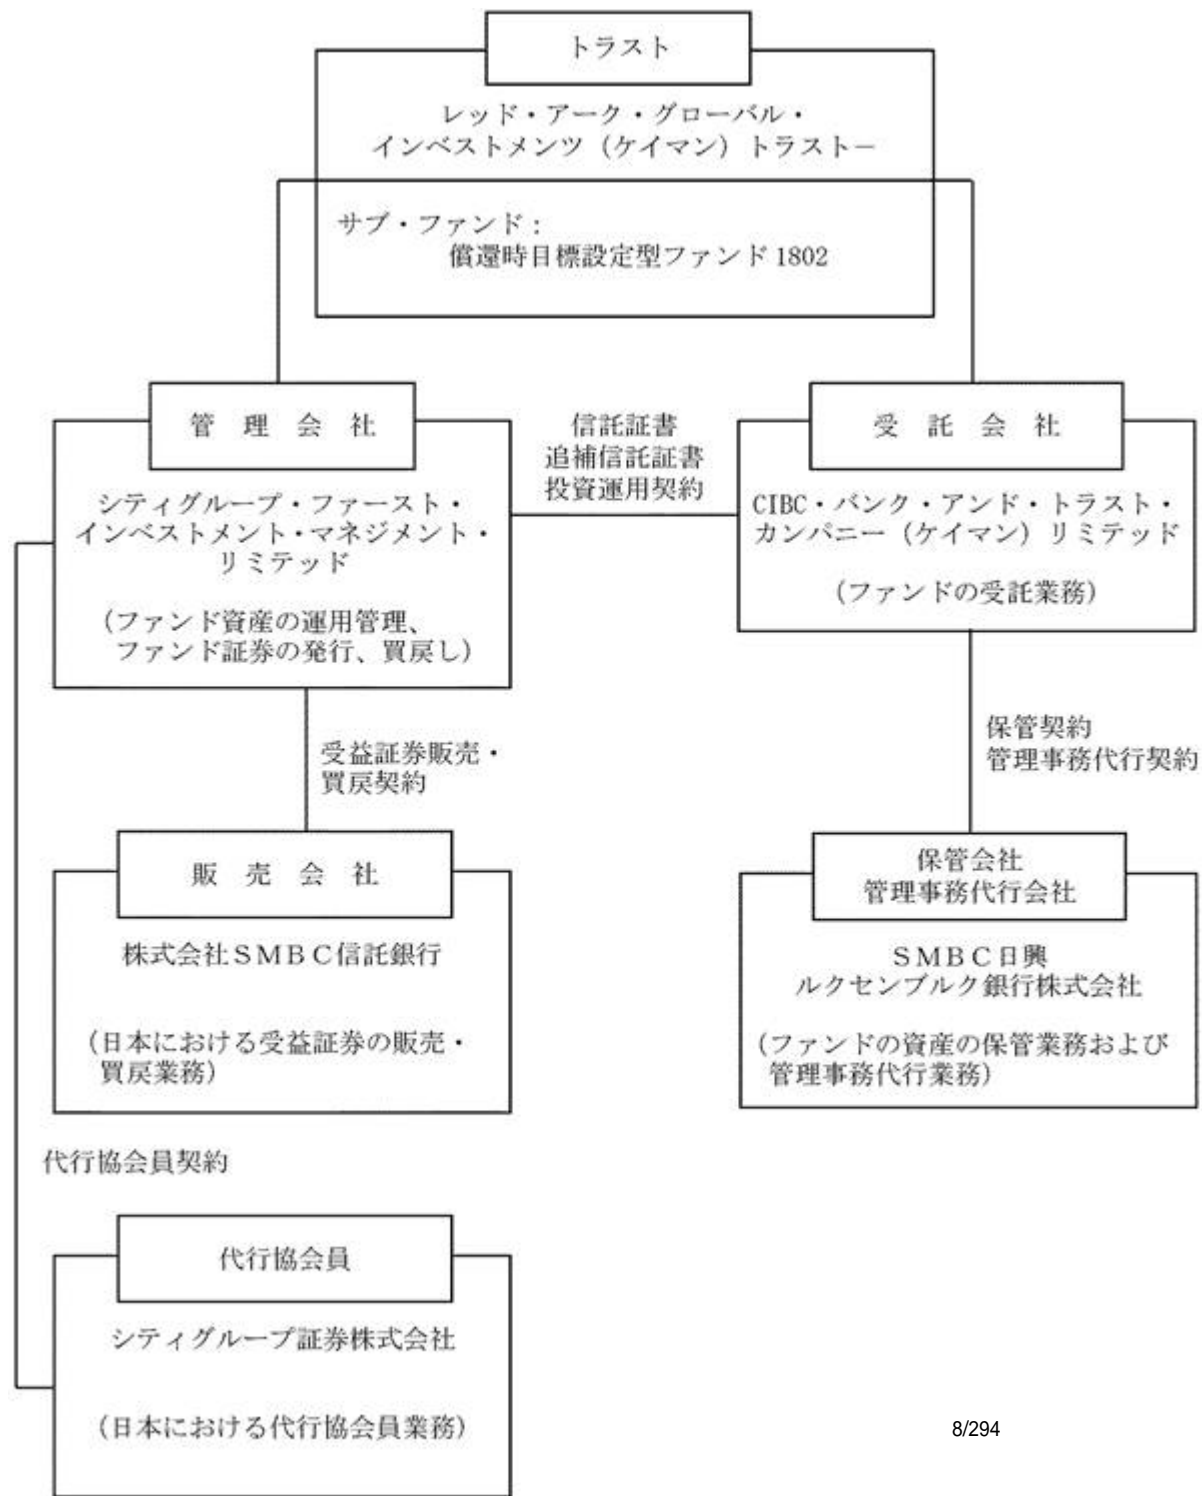 トラスト
レッド・アーク・グローバル・
インベストメンツ（ケイマン）トラスト－
サブ・ファンド：
償還時目標設定型ファンド 1802
管 理 会 社
シティグループ・ファースト・
インベストメント・マネジメント・
リミテッド
（ファンド資産の運用管理、
ファンド証券の発行、買戻し）
信託証書
追補信託証書
投資運用契約
受 託 会 社
CIBC・バンク・アンド・トラスト・
カンパニー（ケイマン）リミテッド
（ファンドの受託業務）
受益証券販売・
買戻契約
保管契約
管理事務代行契約
販 売 会 社
株式会社ＳＭＢＣ信託銀行
（日本における受益証券の販売・
買戻業務）
保管会社
管理事務代行会社
ＳＭＢＣ日興
ルクセンブルク銀行株式会社
（ファンドの資産の保管業務および
管理事務代行業務）
代行協会員契約
代行協会員
シティグループ証券株式会社
（日本における代行協会員業務）
8/294